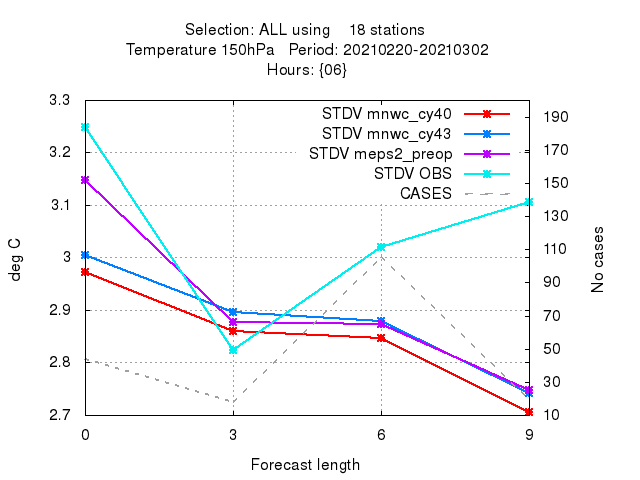 Selection: ALL using    18 stations
Temperature 150hPa   Period: 20210220-20210302
Hours: {06}
STDV mnwc_cy40
STDV mnwc_cy43
STDV meps2_preop
STDV OBS
CASES
3.3
3.2
3.1
3
2.9
2.8
2.7
deg C
190
170
150
130
110
90
70
50
30
10
No cases
0 3 6 9
Forecast length